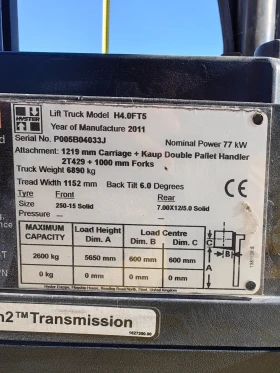 HYSTER
Lift Truck Model H4.0FT5
Year of Manufacture 2011
Serial No. P005B04033J
Nominal Power 77 kW
Attachment: 1219 mm Carriage + Kaup Double Pallet Handler
2T429 + 1000 mm Forks
Truck Weight 6890 kg
Tread Width 1152 mm Back Tilt 6.0 Degrees
Tyre Front Rear
Size: 250-15 Solid 7.00X12/5.0 Solid
Pressure: --- ---
CE
MAXIMUM CAPACITY Load Height Dim. A Load Centre Dim. B Dim. C
2600 kg 5650 mm 600 mm 600 mm
0 kg 0 mm 0 mm 0 mm
C
B
A
n2™Transmission